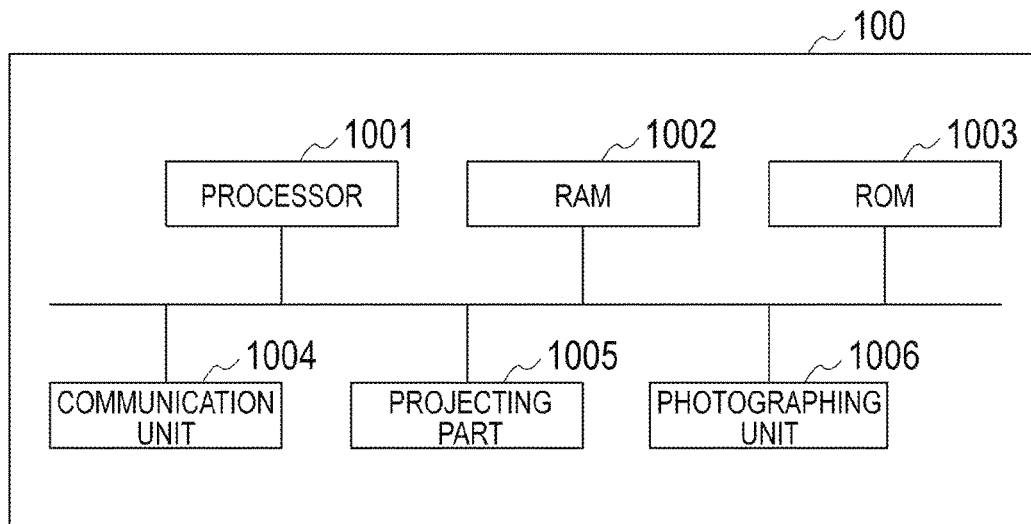 100
1001
PROCESSOR
1002
RAM
1003
ROM
1004
COMMUNICATION
UNIT
1005
PROJECTING
PART
1006
PHOTOGRAPHING
UNIT